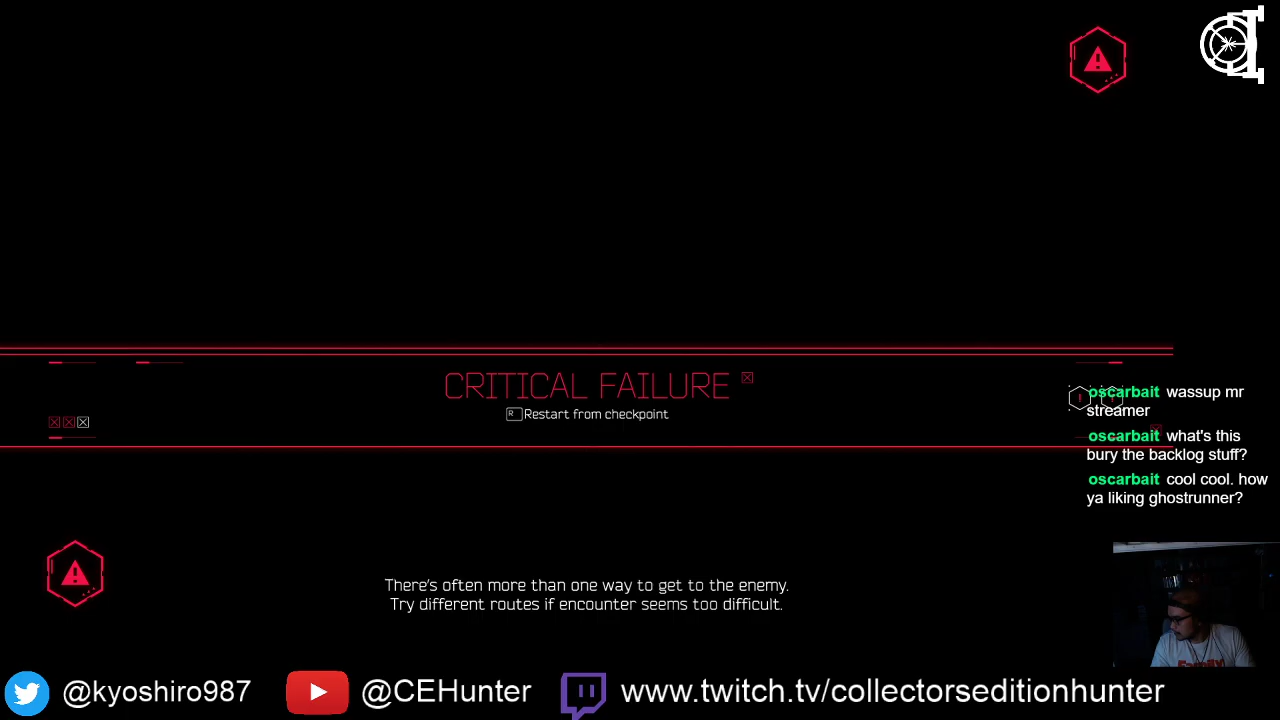 CRITICAL FAILURE
R Restart from checkpoint
oscarbait wassup mr
streamer
oscarbait what's this
bury the backlog stuff?
oscarbait cool cool. how
ya liking ghostrunner?
There's often more than one way to get to the enemy.
Try different routes if encounter seems too difficult.
@kyoshiro987
@CEHunter
www.twitch.tv/collectorseditionhunter